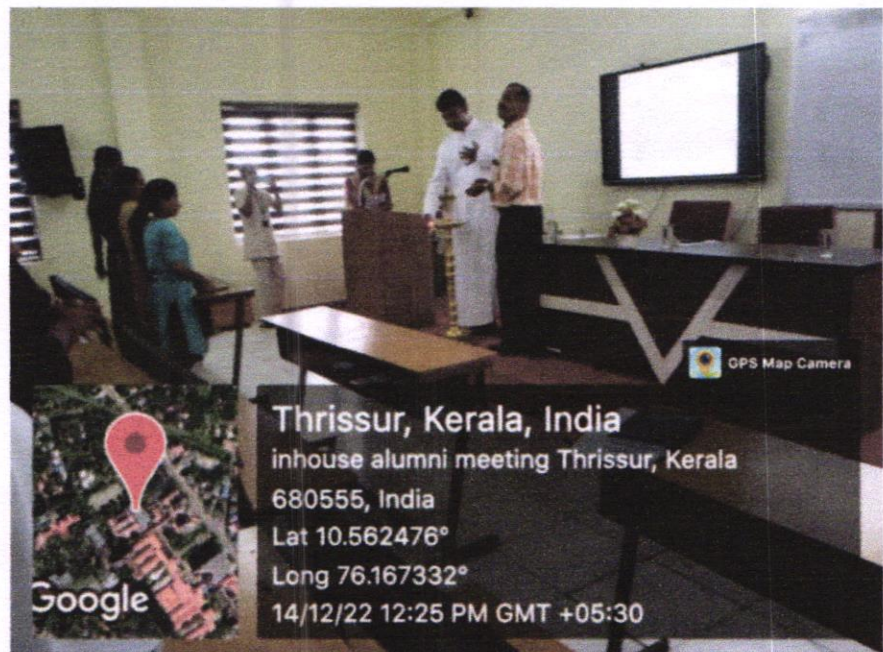 GPS Map Camera
Thrissur, Kerala, India
inhouse alumni meeting Thrissur, Kerala
680555, India
Lat 10.562476°
Long 76.167332°
14/12/22 12:25 PM GMT +05:30
Google